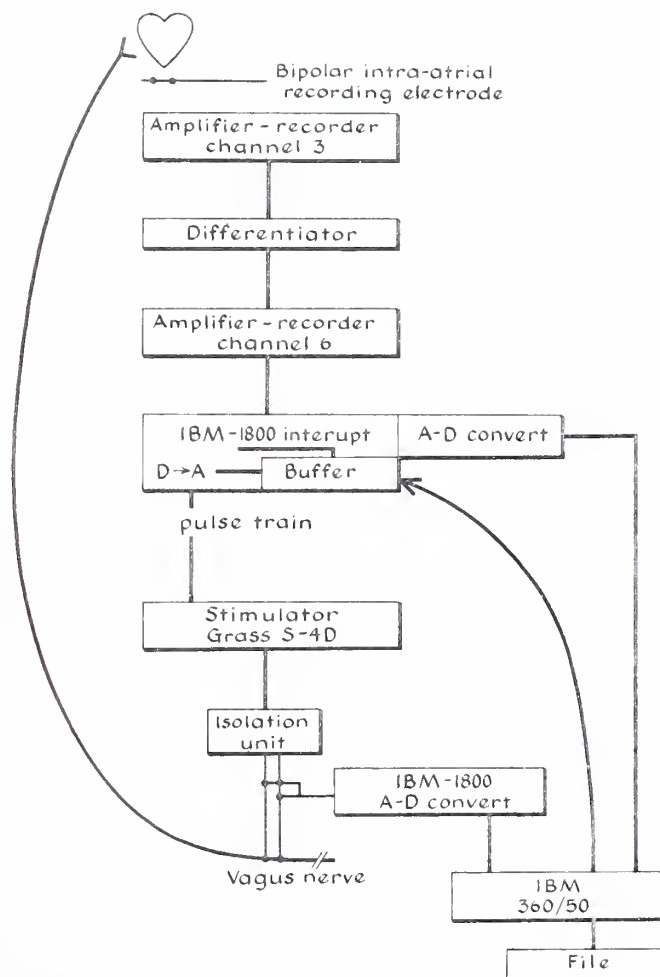 Bipolar intra-atrial
recording electrode
Amplifier-recorder
channel 3
Differentiator
Amplifier-recorder
channel 6
IBM-1800 interupt
A-D convert
D→A
Buffer
pulse train
Stimulator
Grass S-4D
Isolation
unit
IBM-1800
A-D convert
Vagus nerve
IBM
360/50
File